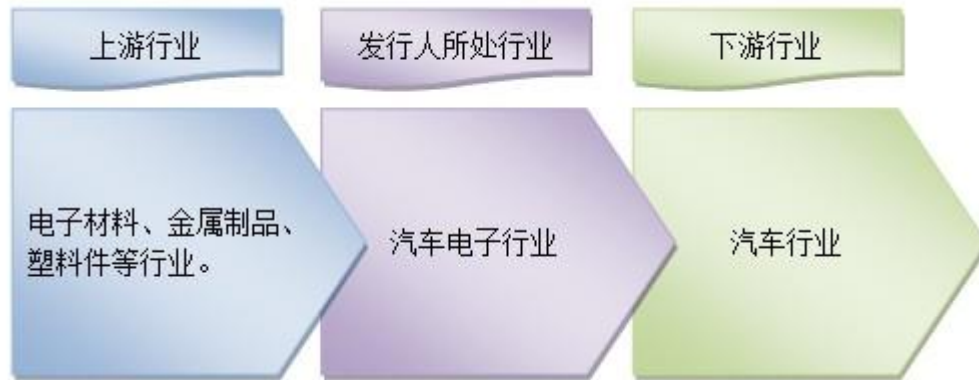 上游行业
发行人所处行业
下游行业
电子材料、金属制品、
塑料件等行业。
汽车电子行业
汽车行业